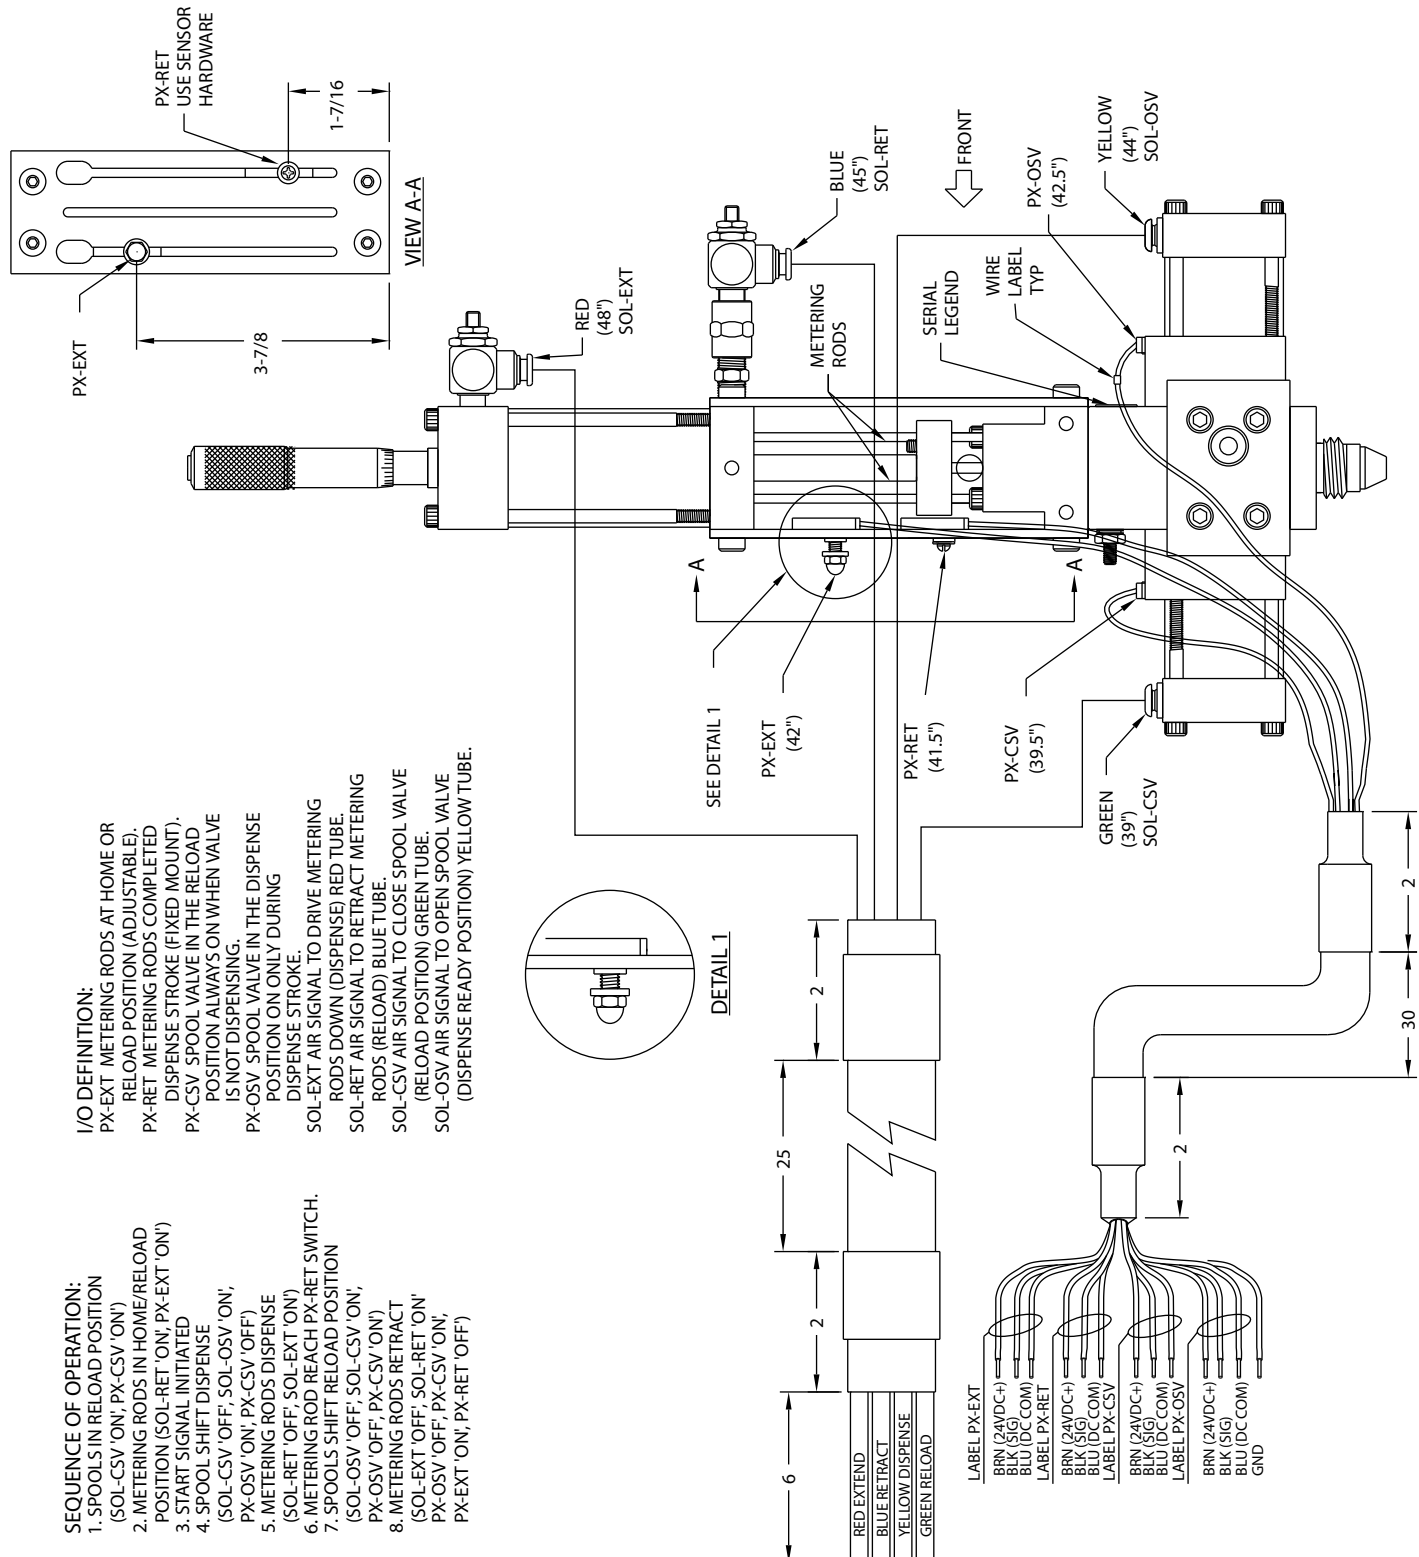 SEQUENCE OF OPERATION:
1. SPOOLS IN RELOAD POSITION
(SOL-CSV 'ON', PX-CSV 'ON')
2. METERING RODS IN HOME/RELOAD
POSITION (SOL-RET 'ON', PX-EXT 'ON')
3. START SIGNAL INITIATED
4. SPOOL SHIFT DISPENSE
(SOL-CSV 'OFF', SOL-OSV 'ON',
PX-OSV 'ON', PX-CSV 'OFF')
5. METERING RODS DISPENSE
(SOL-RET 'OFF', SOL-EXT 'ON')
6. METERING ROD REACH PX-RET SWITCH.
7. SPOOLS SHIFT RELOAD POSITION
(SOL-OSV 'OFF', SOL-CSV 'ON',
PX-OSV 'OFF', PX-CSV 'ON')
8. METERING RODS RETRACT
(SOL-EXT 'OFF', SOL-RET 'ON'
PX-OSV 'OFF', PX-CSV 'ON',
PX-EXT 'ON', PX-RET 'OFF')
I/O DEFINITION:
PX-EXT METERING RODS AT HOME OR
RELOAD POSITION (ADJUSTABLE).
PX-RET METERING RODS COMPLETED
DISPENSE STROKE (FIXED MOUNT).
PX-CSV SPOOL VALVE IN THE RELOAD
POSITION ALWAYS ON WHEN VALVE
IS NOT DISPENSING.
PX-OSV SPOOL VALVE IN THE DISPENSE
POSITION ON ONLY DURING
DISPENSE STROKE.
SOL-EXT AIR SIGNAL TO DRIVE METERING
RODS DOWN (DISPENSE) RED TUBE.
SOL-RET AIR SIGNAL TO RETRACT METERING
RODS (RELOAD) BLUE TUBE.
SOL-CSV AIR SIGNAL TO CLOSE SPOOL VALVE
(RELOAD POSITION) GREEN TUBE.
SOL-OSV AIR SIGNAL TO OPEN SPOOL VALVE
(DISPENSE READY POSITION) YELLOW TUBE.
PX-EXT
3-7/8
PX-RET
USE SENSOR
HARDWARE
1-7/16
VIEW A-A
RED
(48")
SOL-EXT
BLUE
(45")
SOL-RET
METERING
RODS
FRONT
SERIAL
LEGEND
WIRE
LABEL
TYP
PX-OSV
(42.5")
YELLOW
(44")
SOL-OSV
A
A
SEE DETAIL 1
PX-EXT
(42")
PX-RET
(41.5")
PX-CSV
(39.5")
GREEN
(39")
SOL-CSV
DETAIL 1
6
2
25
2
RED EXTEND
BLUE RETRACT
YELLOW DISPENSE
GREEN RELOAD
2
30
2
LABEL PX-EXT
BRN (24VDC+)
BLK (SIG)
BLU (DC COM)
LABEL PX-RET
BRN (24VDC+)
BLK (SIG)
BLU (DC COM)
LABEL PX-CSV
BRN (24VDC+)
BLK (SIG)
BLU (DC COM)
LABEL PX-OSV
BRN (24VDC+)
BLK (SIG)
BLU (DC COM)
GND